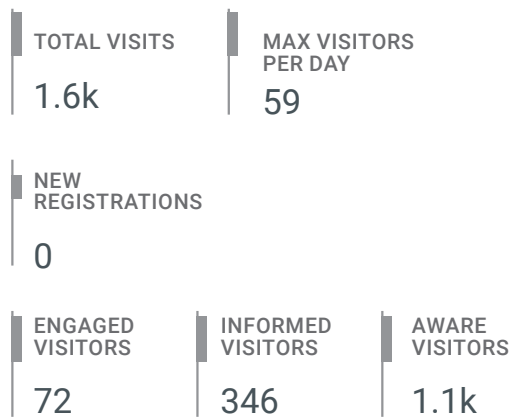 TOTAL VISITS
1.6k
MAX VISITORS
PER DAY
59
NEW
REGISTRATIONS
0
ENGAGED
VISITORS
72
INFORMED
VISITORS
346
AWARE
VISITORS
1.1k